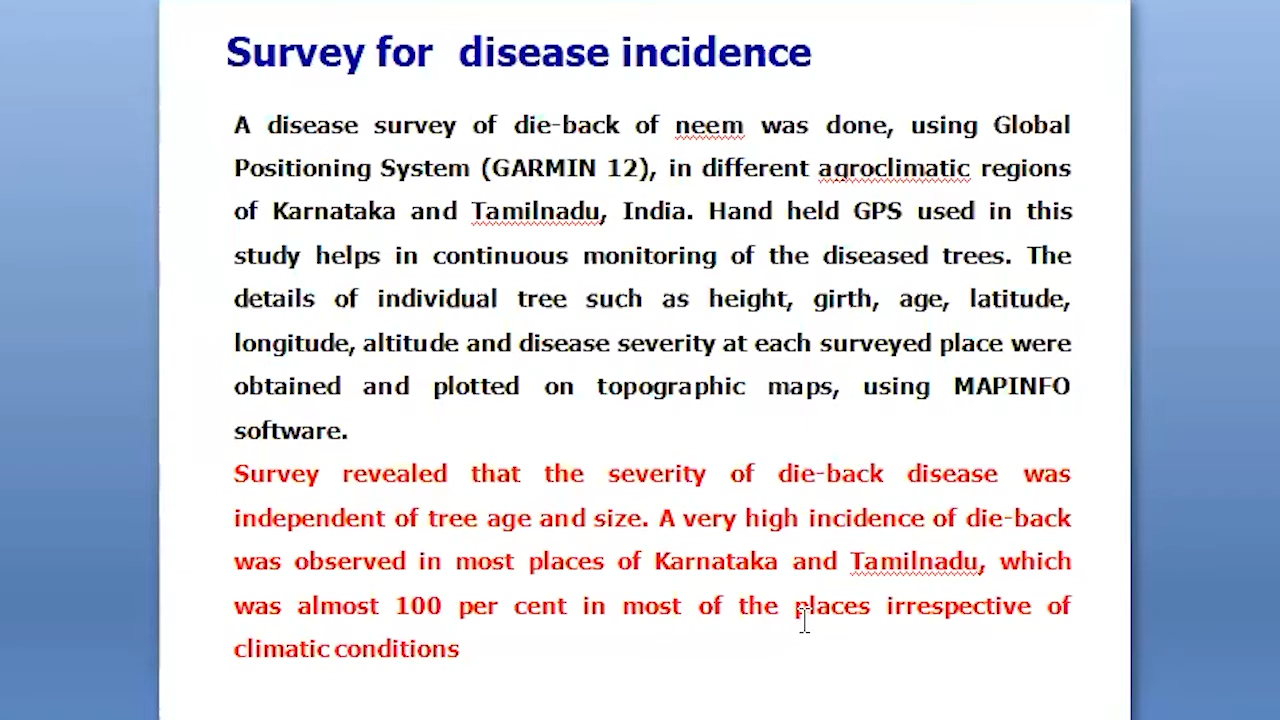 Survey for disease incidence
A disease survey of die-back of neem was done, using Global
Positioning System (GARMIN 12), in different agroclimatic regions
of Karnataka and Tamilnadu, India. Hand held GPS used in this
study helps in continuous monitoring of the diseased trees. The
details of individual tree such as height, girth, age, latitude,
longitude, altitude and disease severity at each surveyed place were
obtained and plotted on topographic maps, using MAPINFO
software.
Survey revealed that the severity of die-back disease was
independent of tree age and size. A very high incidence of die-back
was observed in most places of Karnataka and Tamilnadu, which
was almost 100 per cent in most of the places irrespective of
climatic conditions